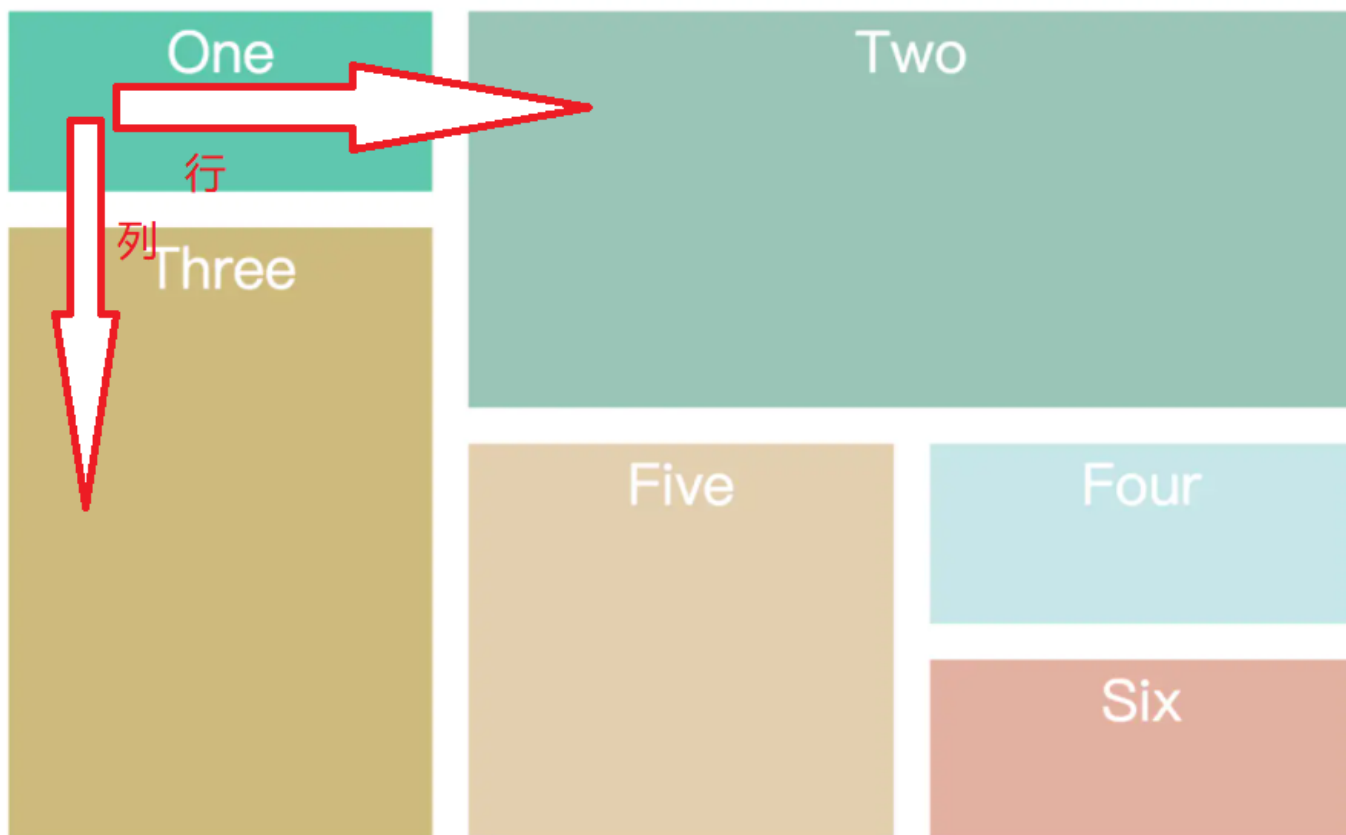 One
Two
行
列
Three
Five
Four
Six